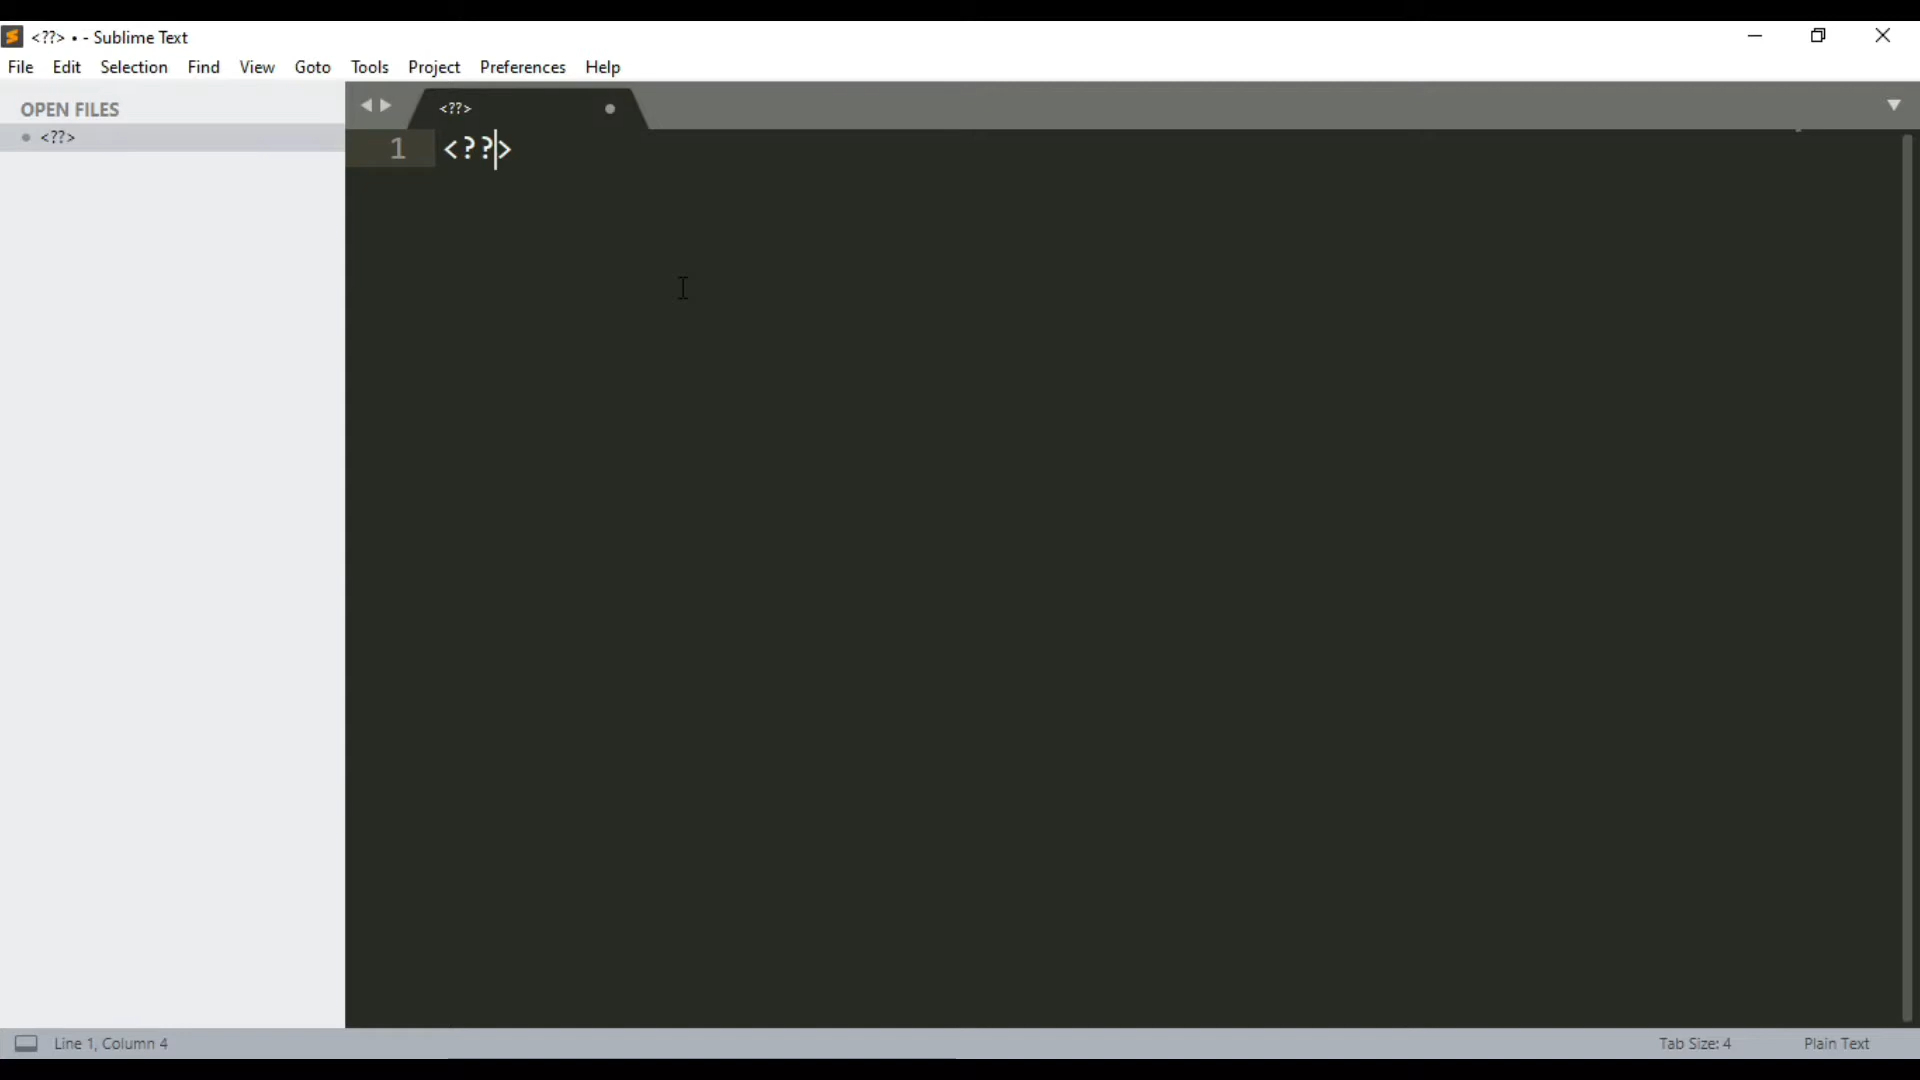 <??> • - Sublime Text
File Edit Selection Find View Goto Tools Project Preferences Help
OPEN FILES
<??>
<??>
1 <??>
Line 1, Column 4
Tab Size: 4
Plain Text